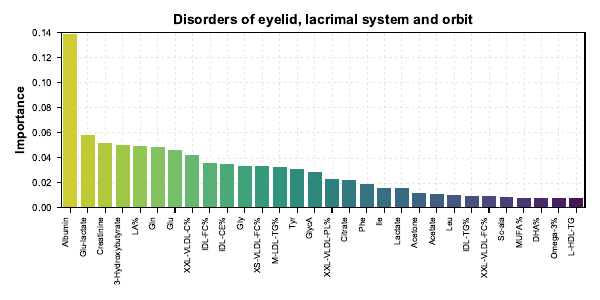 Disorders of eyelid, lacrimal system and orbit
Importance
0.14
0.12
0.10
0.08
0.06
0.04
0.02
0.00
Albumin
Glu-lactate
Creatinine
3-Hydroxybutyrate
LA%
Gln
Glu
XXL-VLDL-C%
IDL-FC%
IDL-CE%
Gly
XS-VLDL-FC%
M-LDL-TG%
Tyr
GlycA
XXL-VLDL-PL%
Citrate
Phe
Ile
Lactate
Acetone
Acetate
Leu
IDL-TG%
XXL-VLDL-FC%
Sc-ala
MUFA%
DHA%
Omega-3%
L-HDL-TG